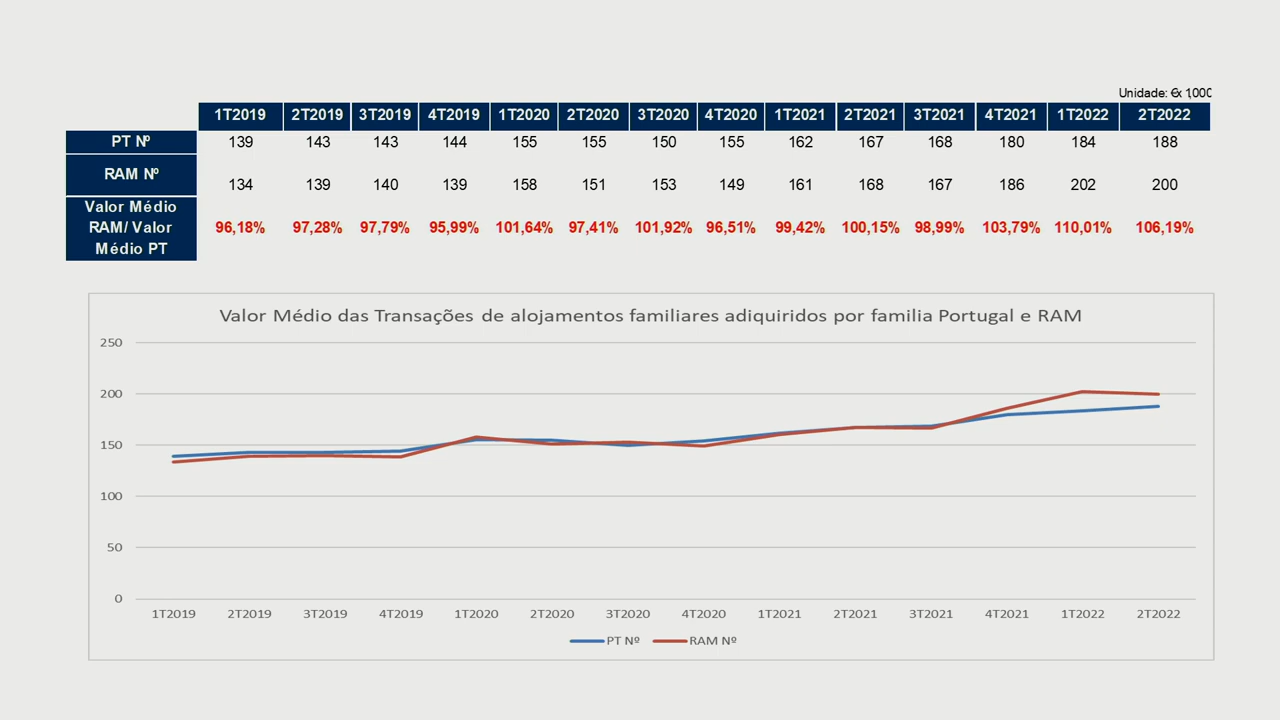 Unidade: €x 1000
1T2019 2T2019 3T2019 4T2019 1T2020 2T2020 3T2020 4T2020 1T2021 2T2021 3T2021 4T2021 1T2022 2T2022
PT Nº 139 143 143 144 155 155 150 155 162 167 168 180 184 188
RAM Nº 134 139 140 139 158 151 153 149 161 168 167 186 202 200
Valor Médio
RAM/ Valor 96,18% 97,28% 97,79% 95,99% 101,64% 97,41% 101,92% 96,51% 99,42% 100,15% 98,99% 103,79% 110,01% 106,19%
Médio PT
Valor Médio das Transações de alojamentos familiares adiquiridos por familia Portugal e RAM
250
200
150
100
50
0
1T2019 2T2019 3T2019 4T2019 1T2020 2T2020 3T2020 4T2020 1T2021 2T2021 3T2021 4T2021 1T2022 2T2022
PT Nº RAM Nº